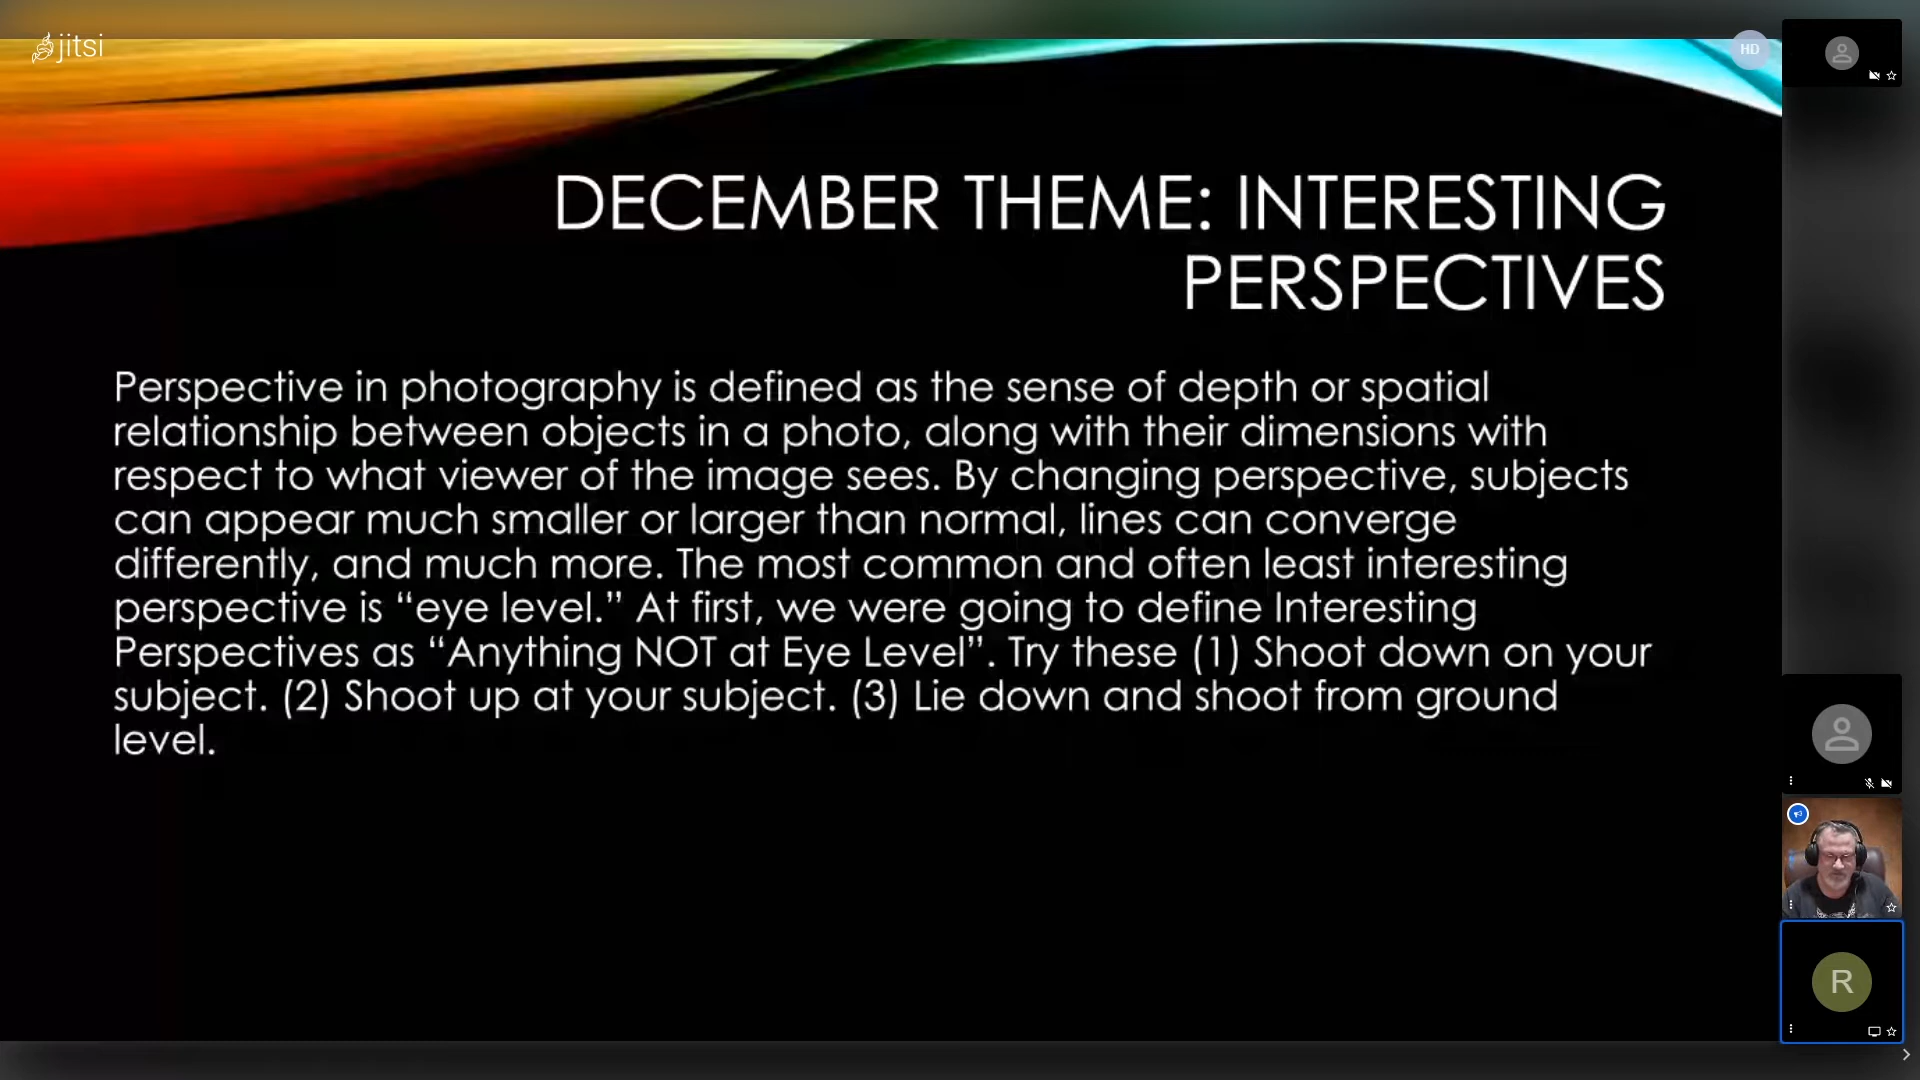 jitsi
HD
DECEMBER THEME: INTERESTING
PERSPECTIVES
Perspective in photography is defined as the sense of depth or spatial
relationship between objects in a photo, along with their dimensions with
respect to what viewer of the image sees. By changing perspective, subjects
can appear much smaller or larger than normal, lines can converge
differently, and much more. The most common and often least interesting
perspective is “eye level.” At first, we were going to define Interesting
Perspectives as “Anything NOT at Eye Level”. Try these (1) Shoot down on your
subject. (2) Shoot up at your subject. (3) Lie down and shoot from ground
level.
R